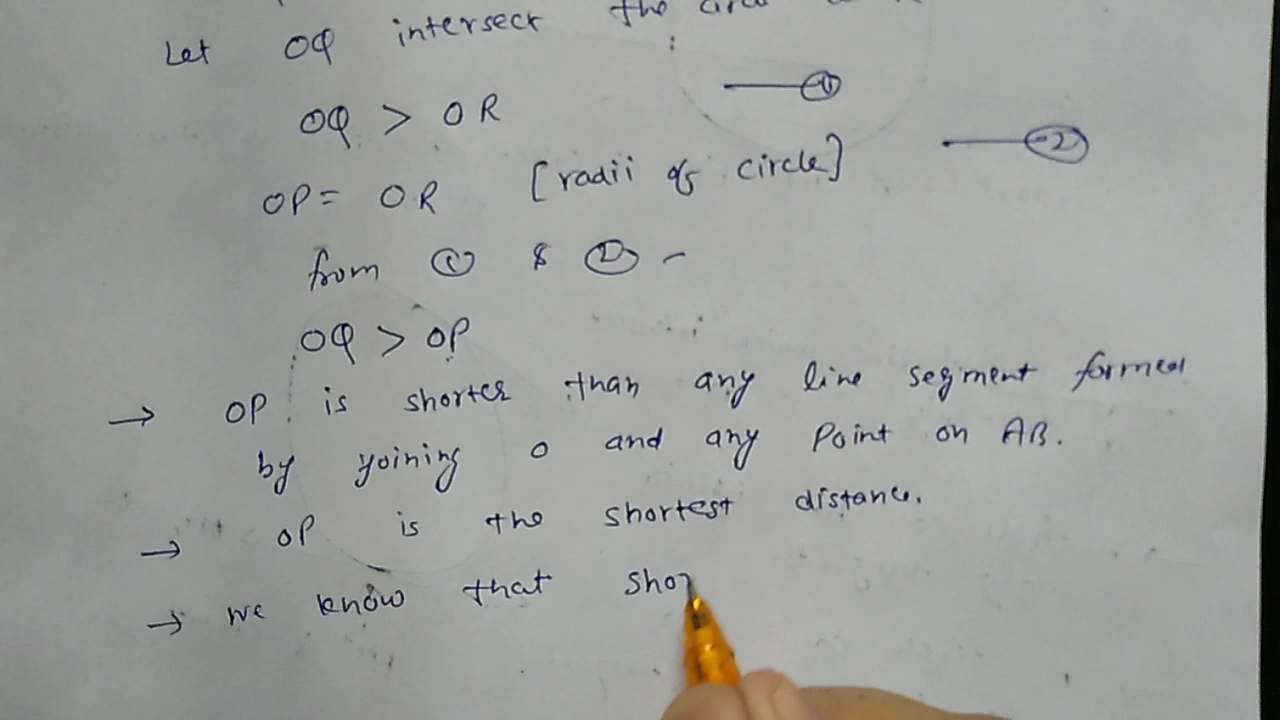 Let OQ intersect the
OQ > OR —①
OP = OR [radii of circle] —②
from ① & ② -
OQ > OP
→ OP is shorter than any line segment formed
by yoining O and any Point on AB.
→ OP is the shortest distance.
→ we know that shor